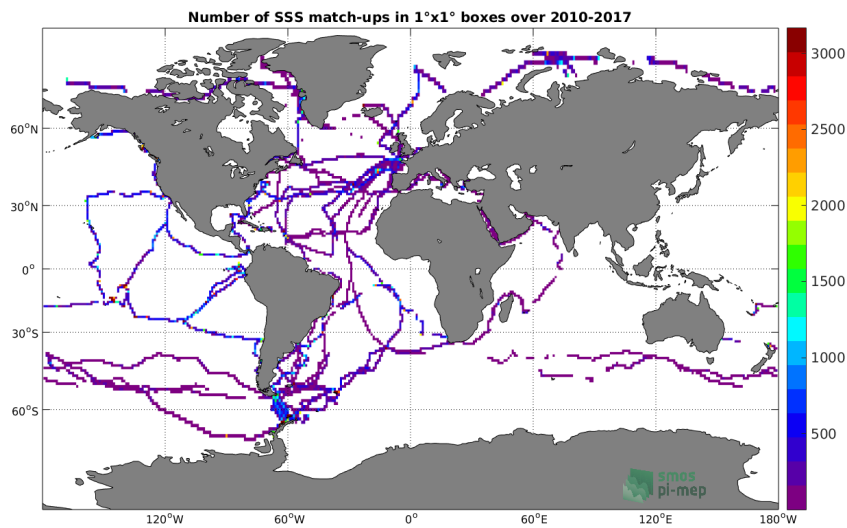 Number of SSS match-ups in 1°x1° boxes over 2010-2017
60°N
30°N
0°
30°S
60°S
120°W
60°W
0°
60°E
120°E
180°W
3000
2500
2000
1500
1000
500
smos
pi-mep